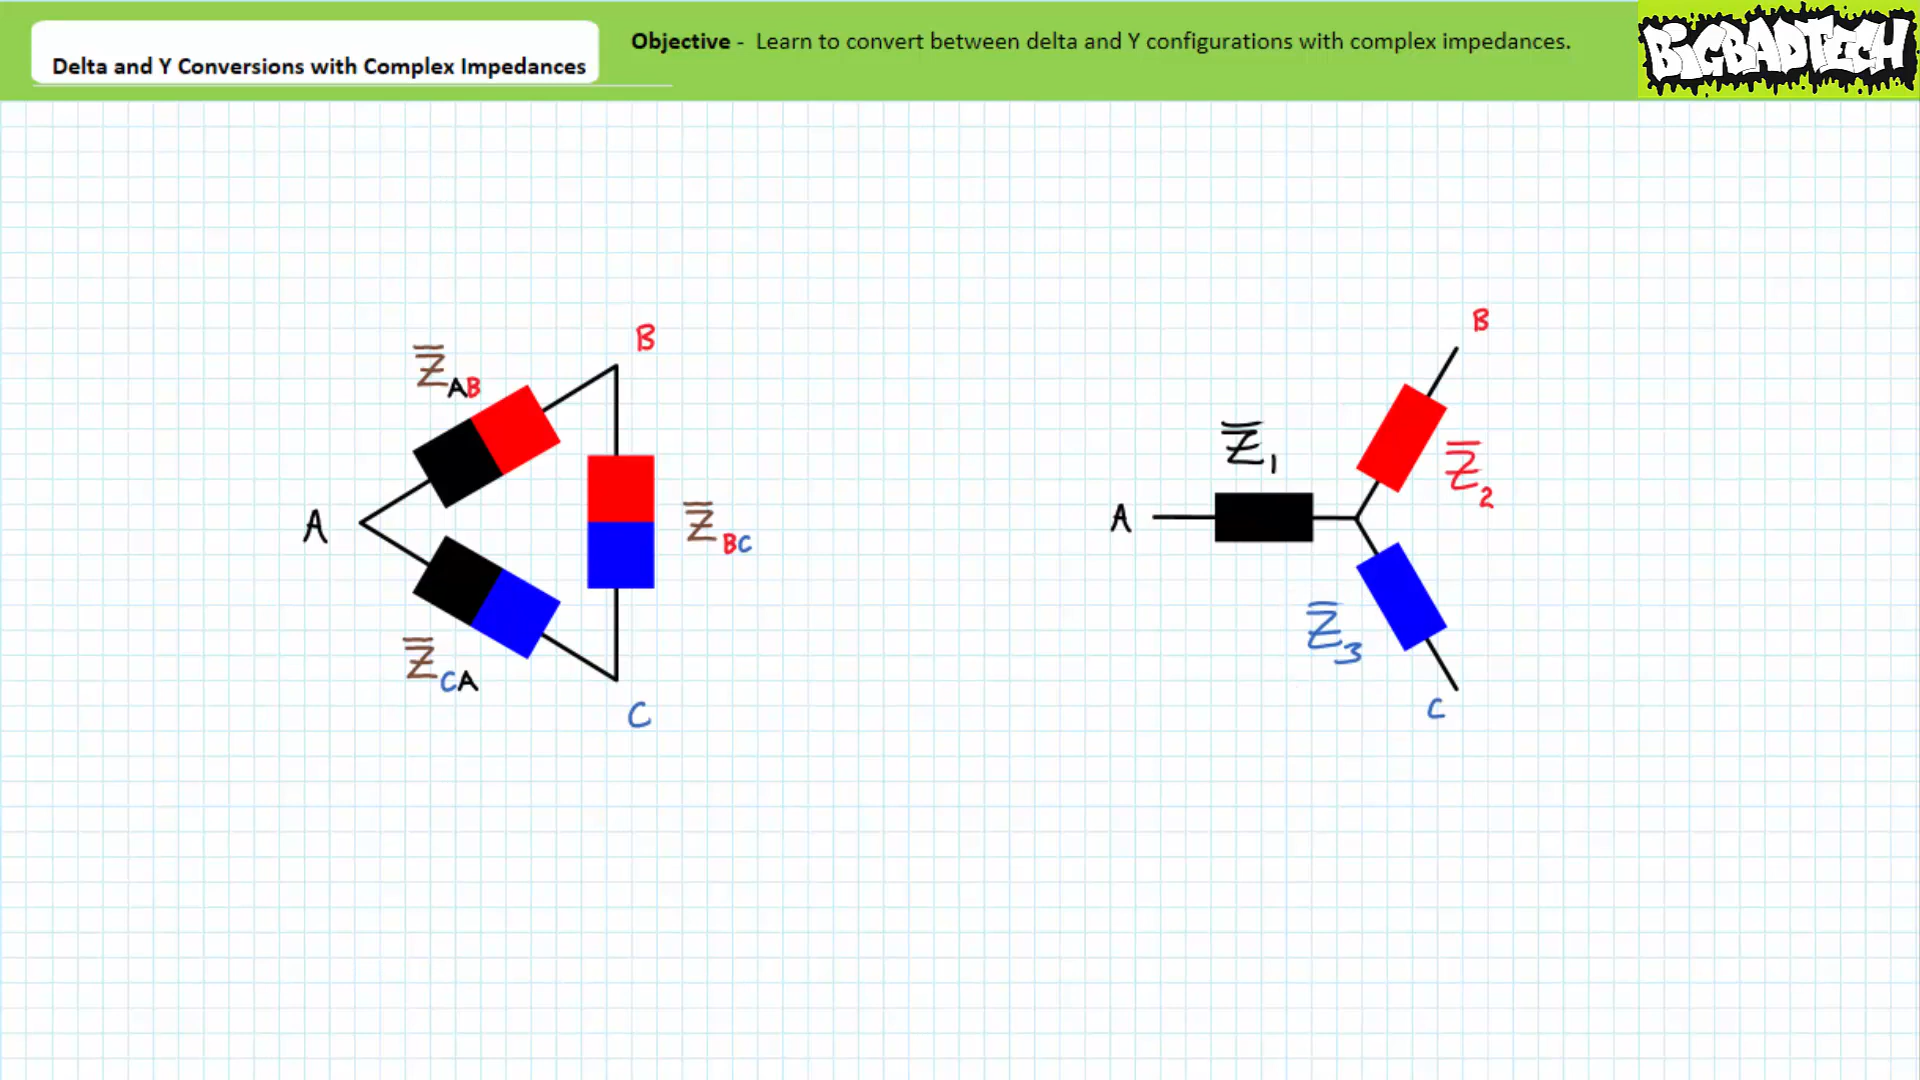 Delta and Y Conversions with Complex Impedances
Objective - Learn to convert between delta and Y configurations with complex impedances.
BIGBADTECH
B
Z̅AB
A
Z̅BC
Z̅CA
C
B
Z̅1
Z̅2
A
Z̅3
C